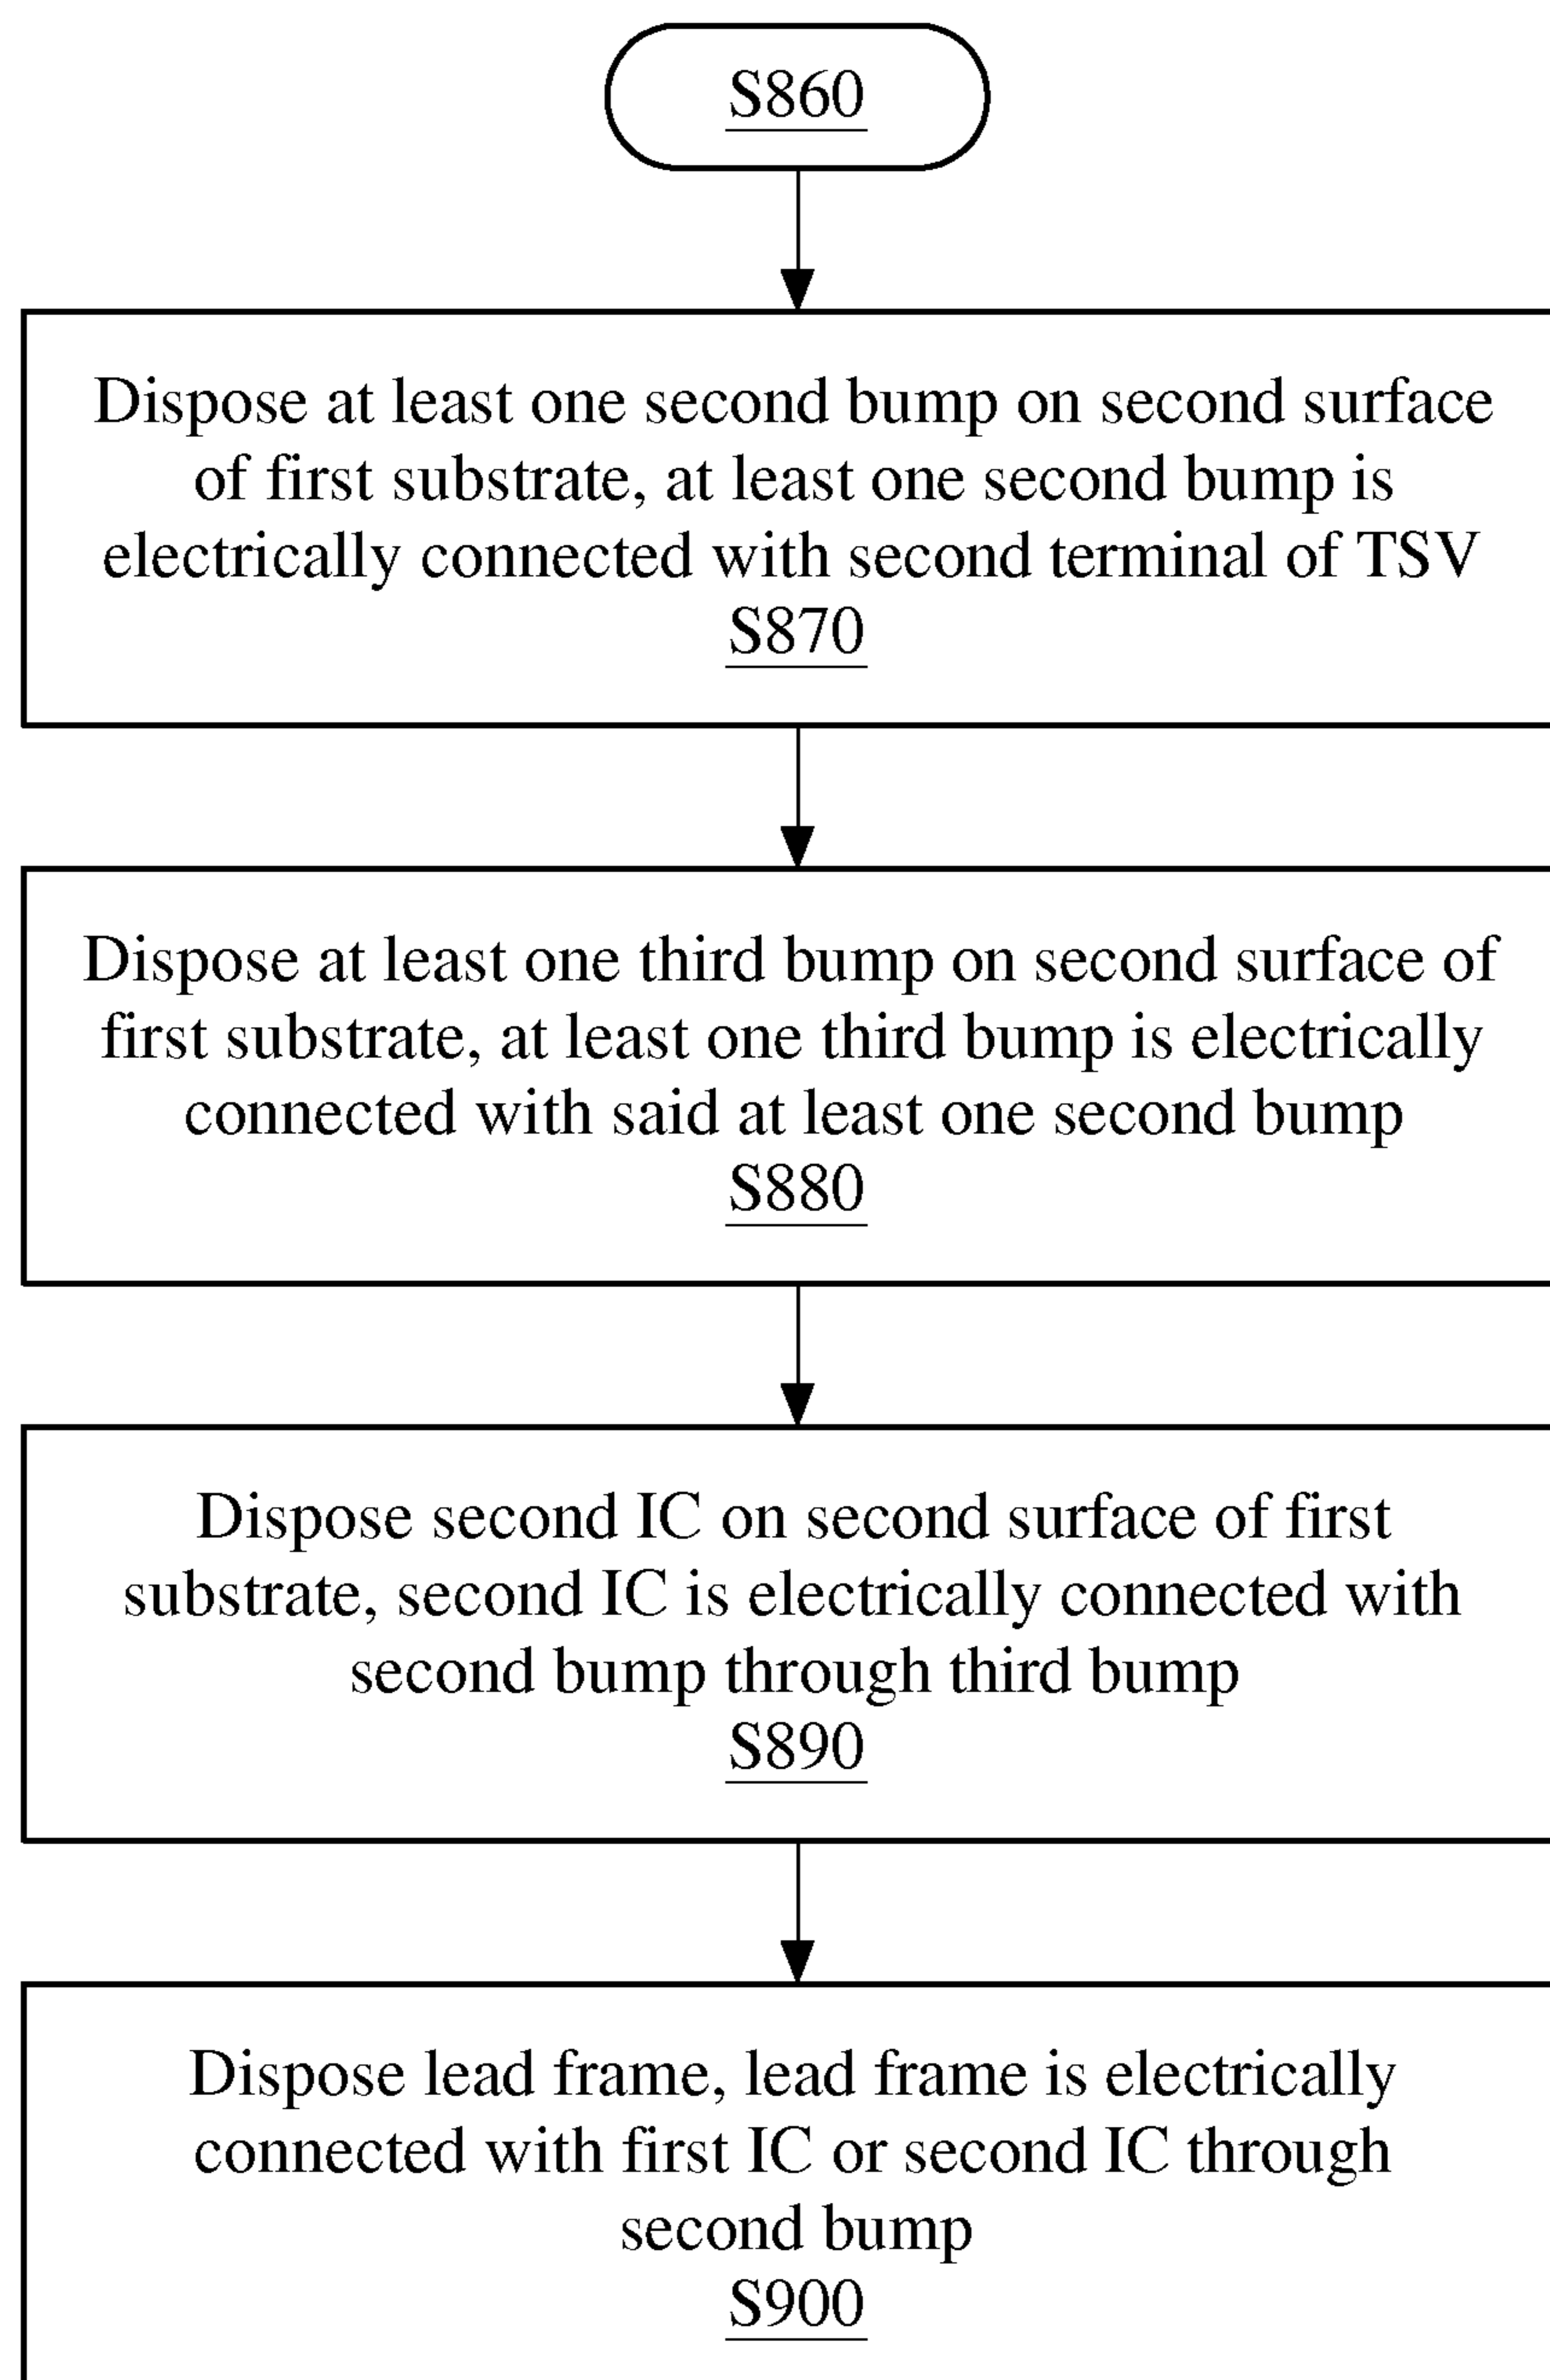 S860
Dispose at least one second bump on second surface
of first substrate, at least one second bump is
electrically connected with second terminal of TSV
S870
Dispose at least one third bump on second surface of
first substrate, at least one third bump is electrically
connected with said at least one second bump
S880
Dispose second IC on second surface of first
substrate, second IC is electrically connected with
second bump through third bump
S890
Dispose lead frame, lead frame is electrically
connected with first IC or second IC through
second bump
S900